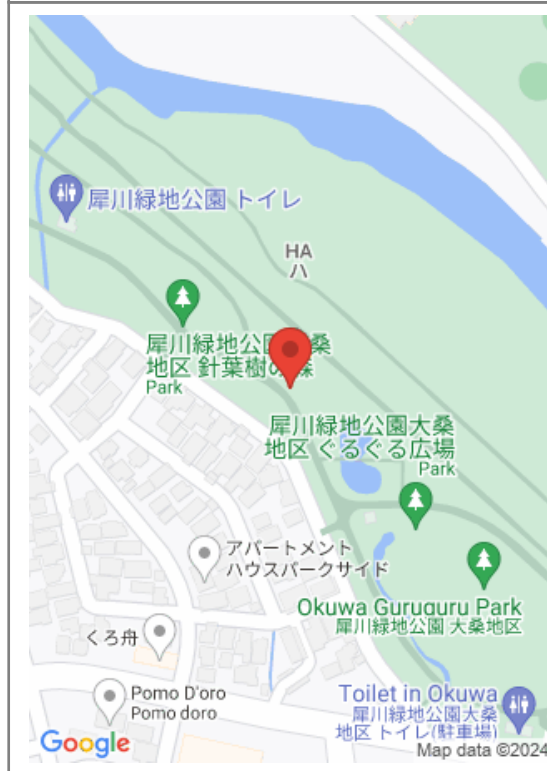 犀川緑地公園 トイレ
HA
ハ
犀川緑地公園 桑
地区 針葉樹の森
Park
犀川緑地公園大桑
地区 ぐるぐる広場
Park
アパートメント
ハウスパークサイド
Okuwa Guruguru Park
犀川緑地公園 大桑地区
くろ舟
Pomo D'oro
Pomo doro
Toilet in Okuwa
犀川緑地公園大桑
地区 トイレ(駐車場)
Google
Map data ©2024